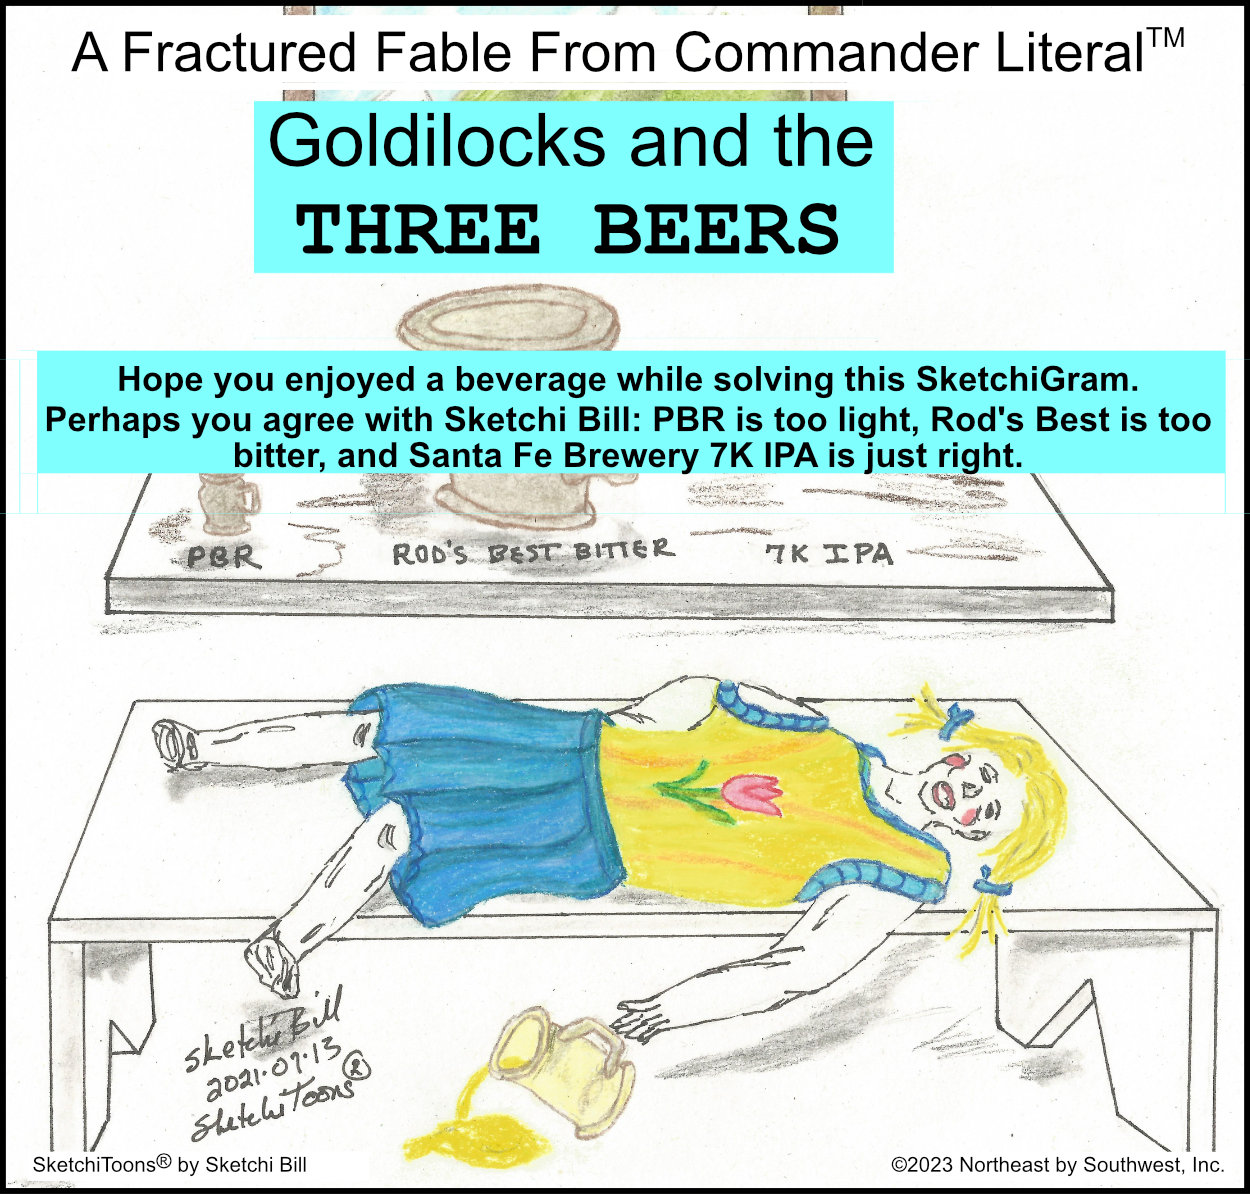 A Fractured Fable From Commander Literal™
Goldilocks and the
THREE BEERS
Hope you enjoyed a beverage while solving this SketchiGram.
Perhaps you agree with Sketchi Bill: PBR is too light, Rod's Best is too
bitter, and Santa Fe Brewery 7K IPA is just right.
PBR ROD'S BEST BITTER 7K IPA
Sketchi Bill
2021.07.13
SketchiToons®
SketchiToons® by Sketchi Bill
©2023 Northeast by Southwest, Inc.